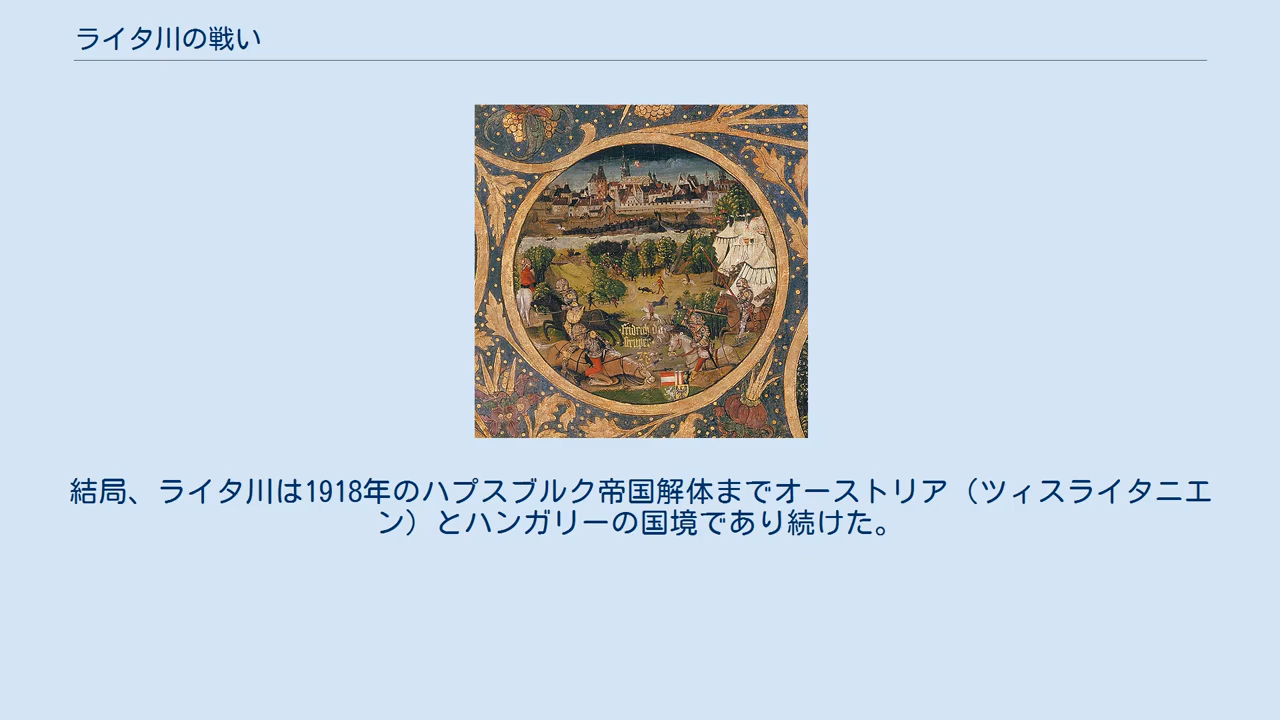 ライタ川の戦い
結局、ライタ川は1918年のハプスブルク帝国解体までオーストリア（ツィスライタニエ
ン）とハンガリーの国境であり続けた。